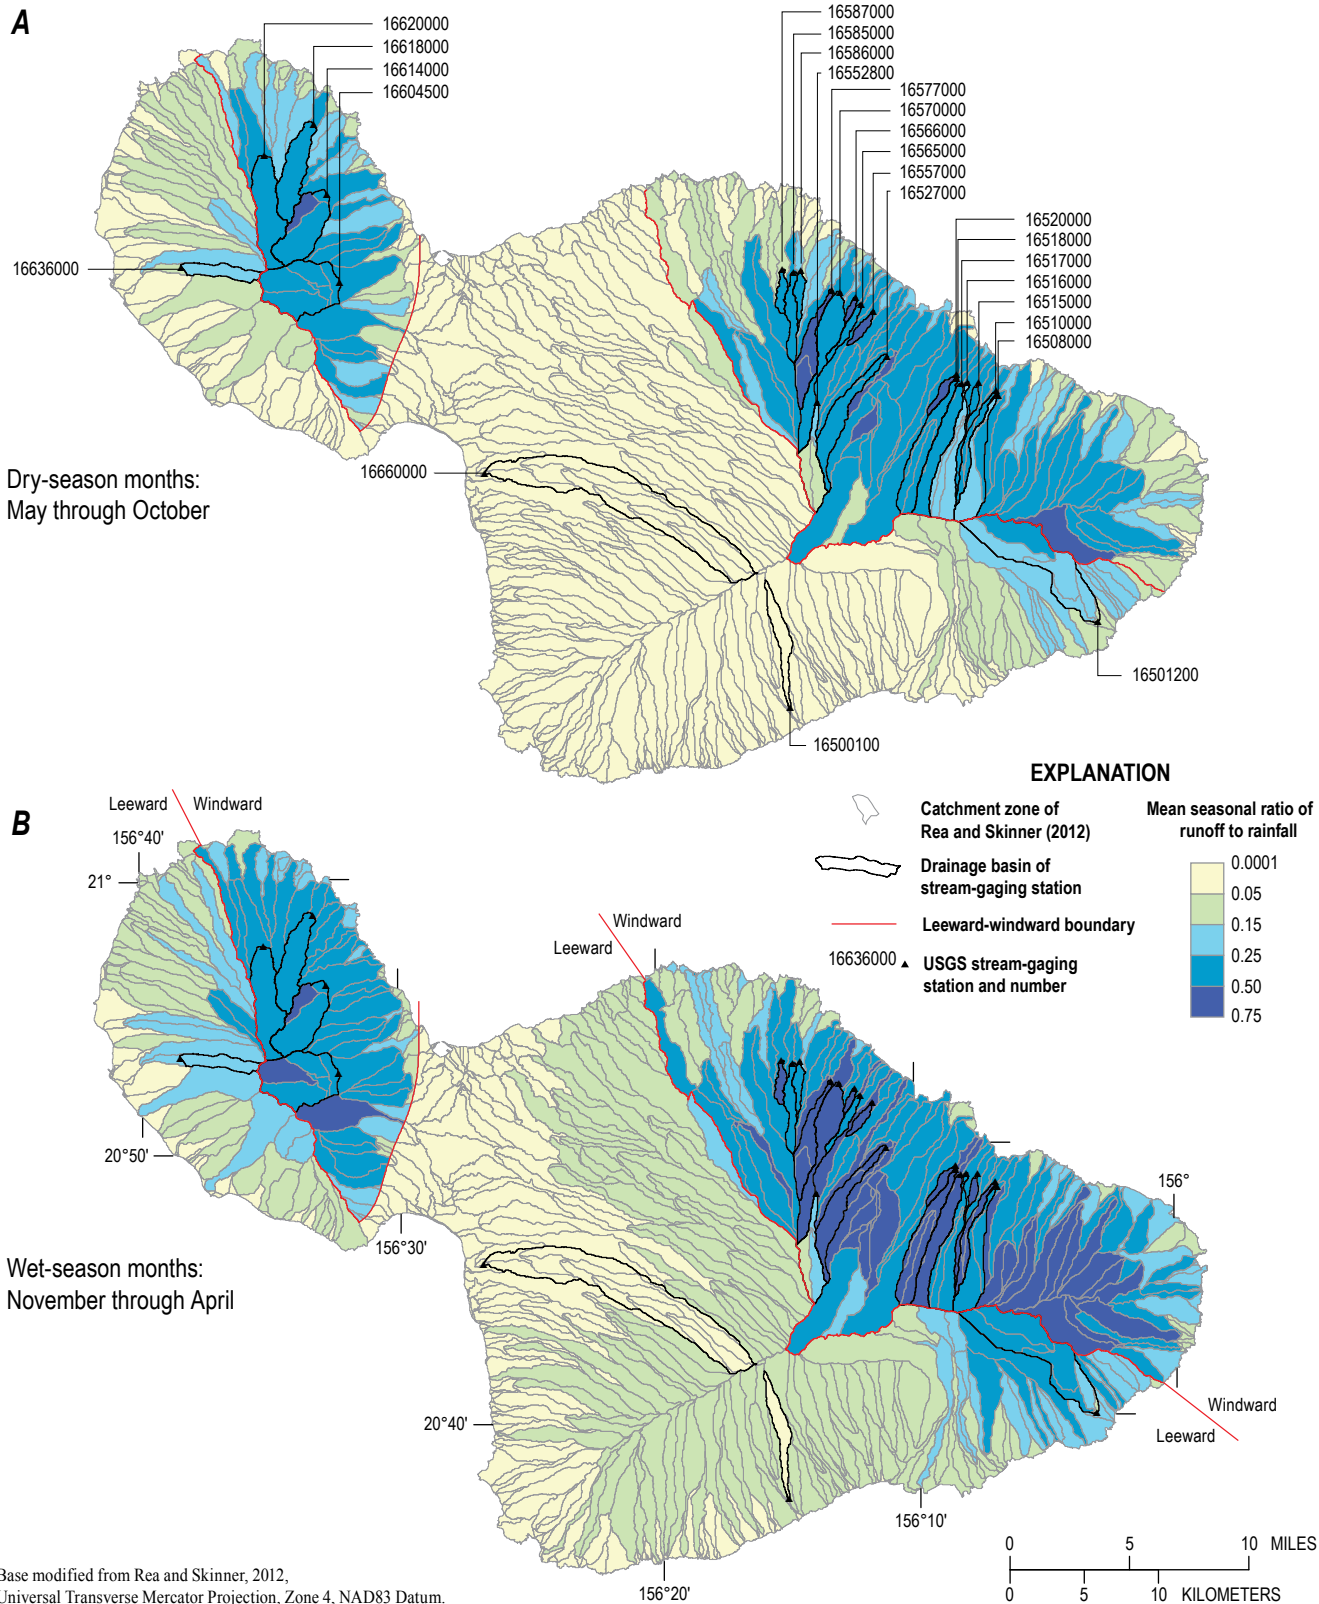 A
16620000
16618000
16614000
16604500
16587000
16585000
16586000
16552800
16577000
16570000
16566000
16565000
16557000
16527000
16520000
16518000
16517000
16516000
16515000
16510000
16508000
16636000
16660000
Dry-season months:
May through October
16501200
16500100
EXPLANATION
Catchment zone of
Rea and Skinner (2012)
Drainage basin of
stream-gaging station
Leeward-windward boundary
16636000
USGS stream-gaging
station and number
Mean seasonal ratio of
runoff to rainfall
0.0001
0.05
0.15
0.25
0.50
0.75
B
Leeward Windward
156°40'
21°
Windward
Leeward
20°50'
156°30'
156°
Wet-season months:
November through April
20°40'
Windward
Leeward
156°10'
156°20'
0 5 10 MILES
0 5 10 KILOMETERS
Base modified from Rea and Skinner, 2012,
Universal Transverse Mercator Projection, Zone 4, NAD83 Datum.